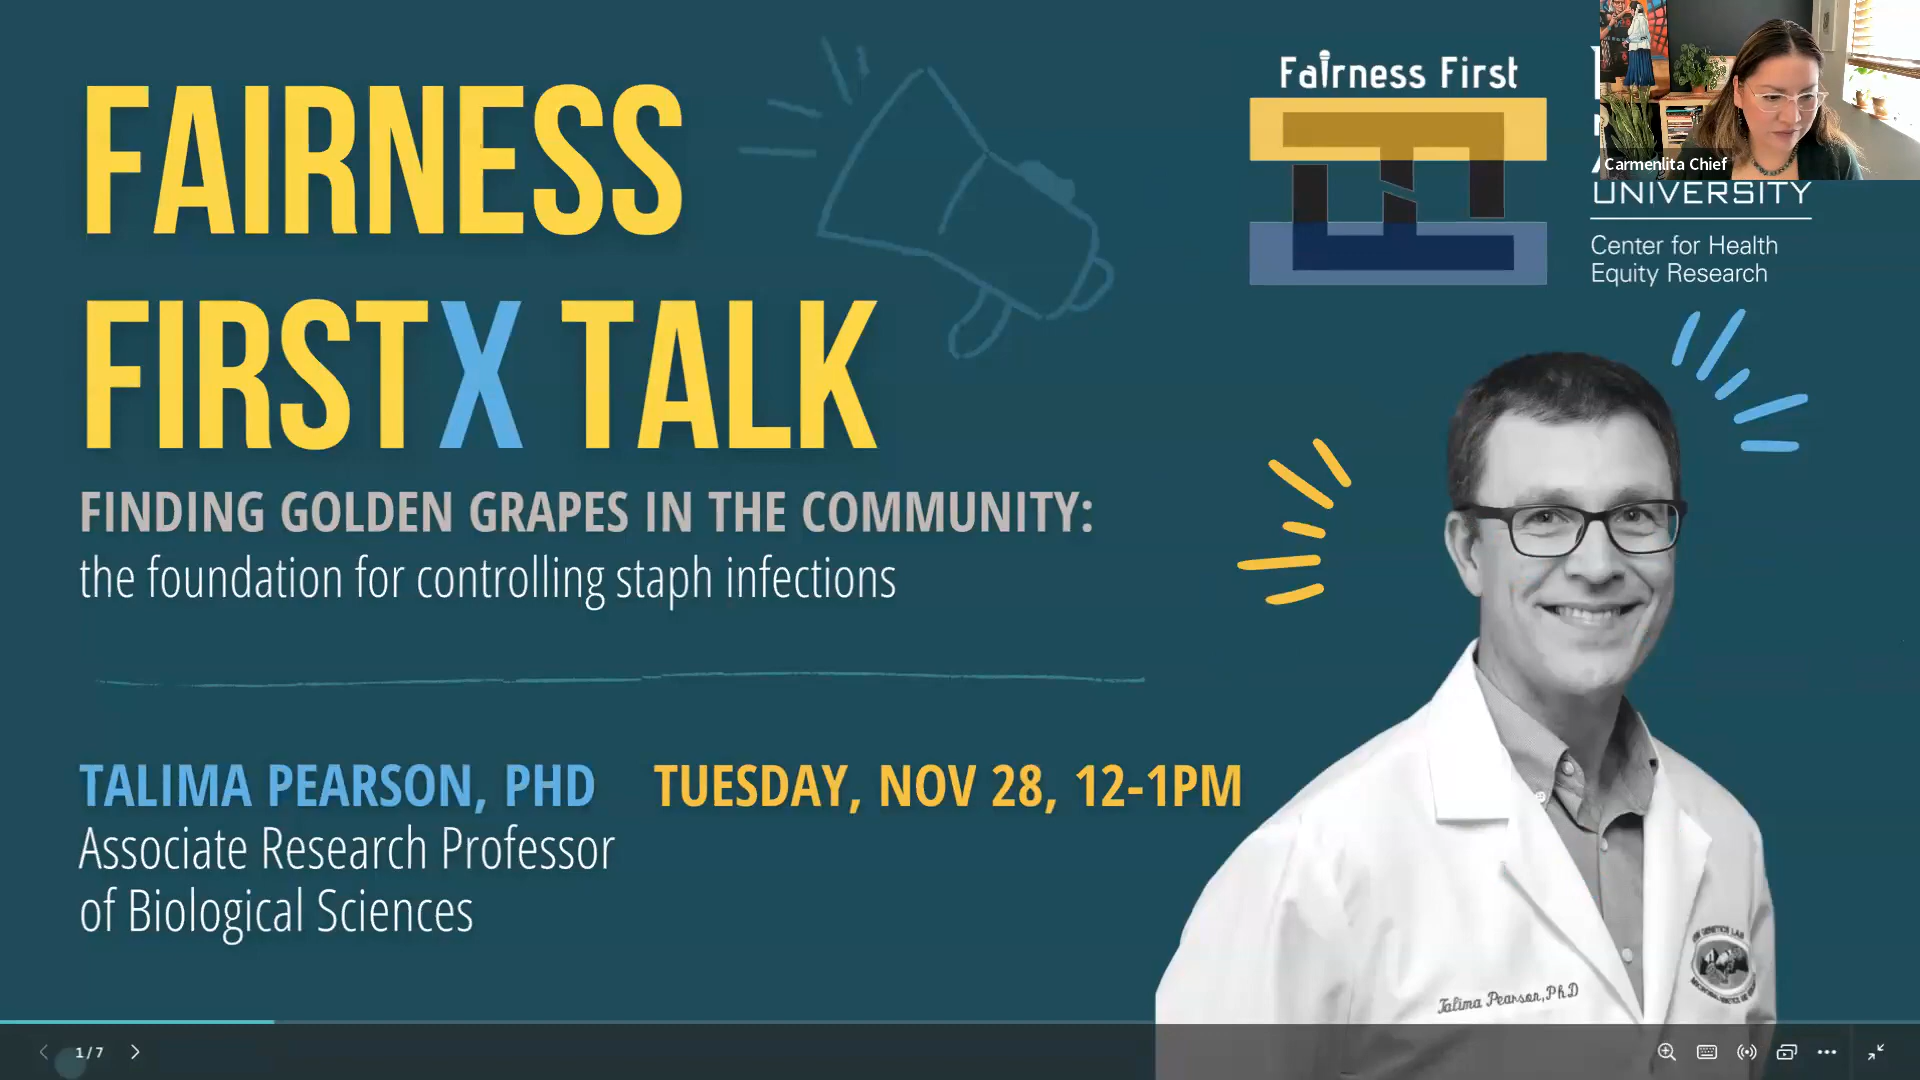 FAIRNESS
FIRSTX TALK
FINDING GOLDEN GRAPES IN THE COMMUNITY:
the foundation for controlling staph infections
TALIMA PEARSON, PHD
Associate Research Professor
of Biological Sciences
TUESDAY, NOV 28, 12-1PM
Fairness First
UNIVERSITY
Center for Health
Equity Research
Carmenlita Chief
Talima Pearson, PhD
1/7